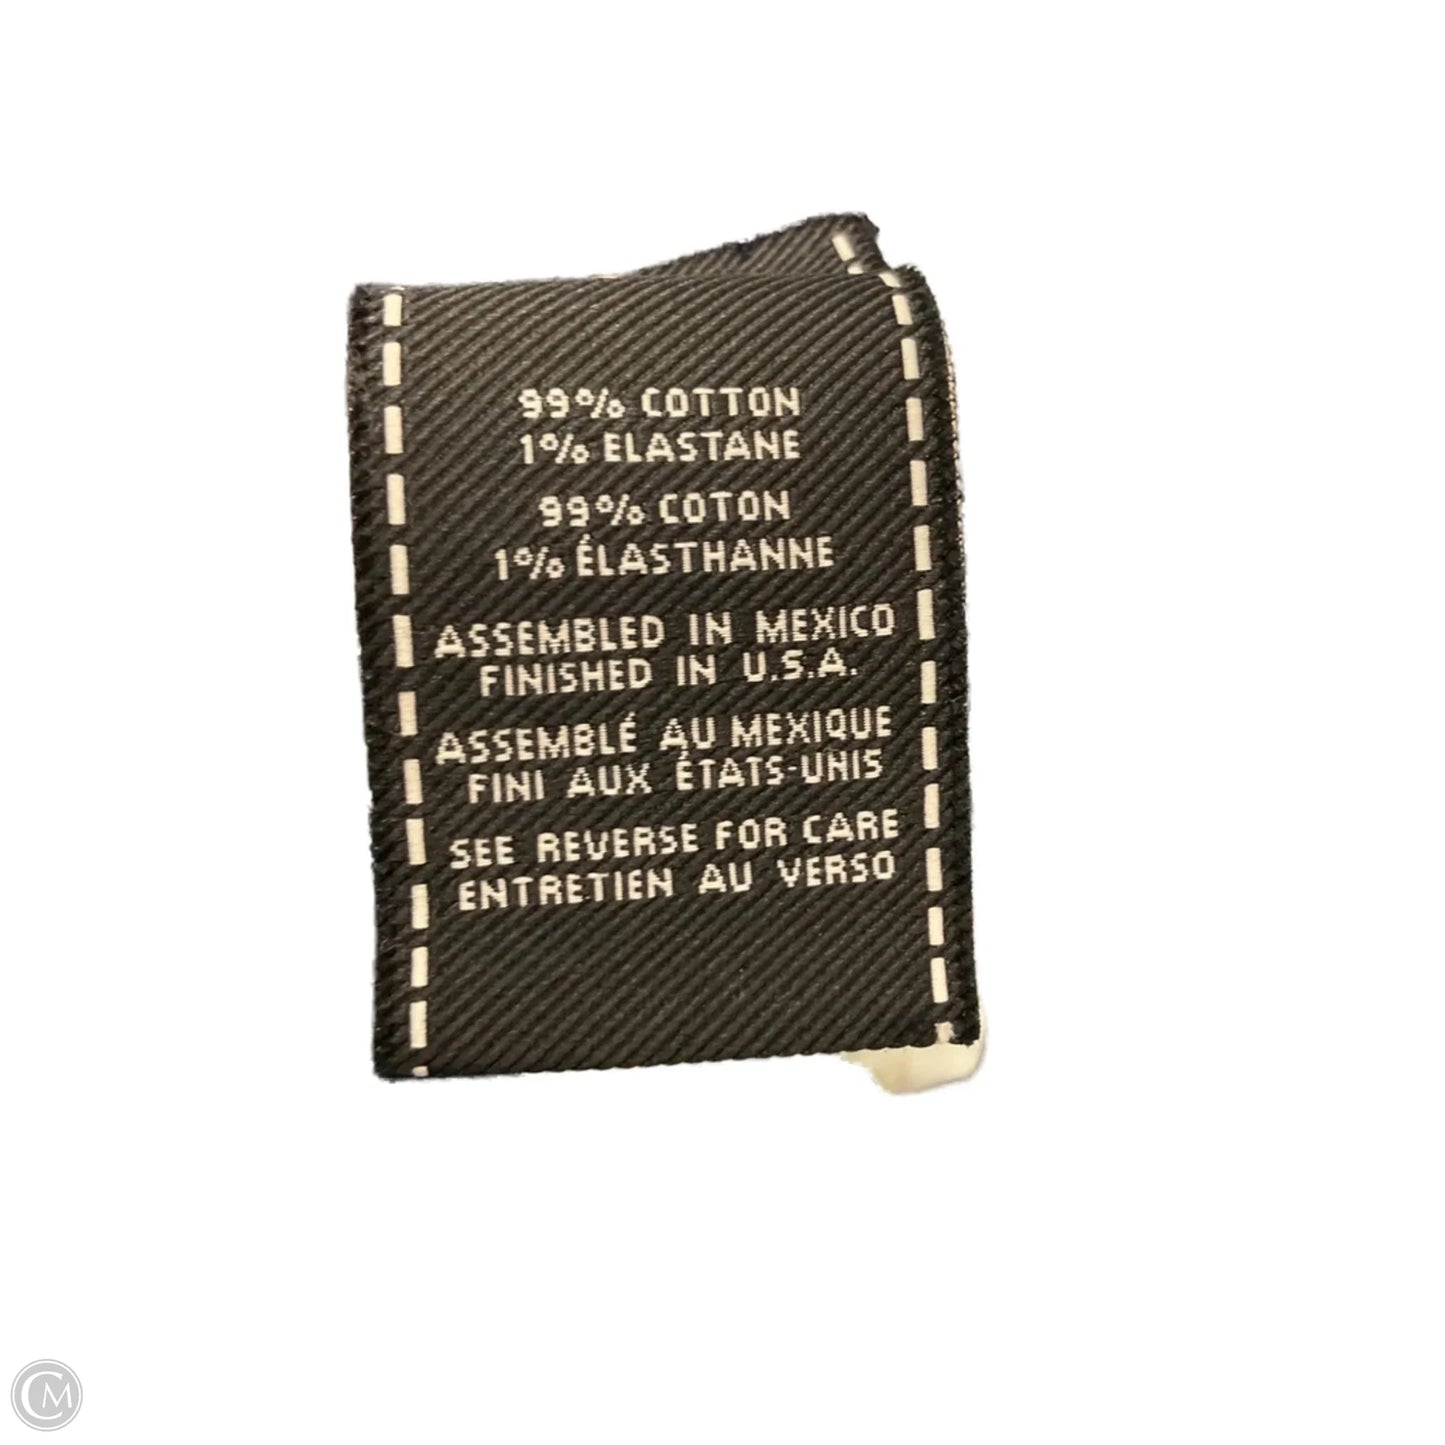 99% COTTON
1% ELASTANE
99% COTON
1% ÉLASTHANNE
ASSEMBLED IN MEXICO
FINISHED IN U.S.A.
ASSEMBLÉ AU MEXIQUE
FINI AUX ÉTATS-UNIS
SEE REVERSE FOR CARE
ENTRETIEN AU VERSO
CM